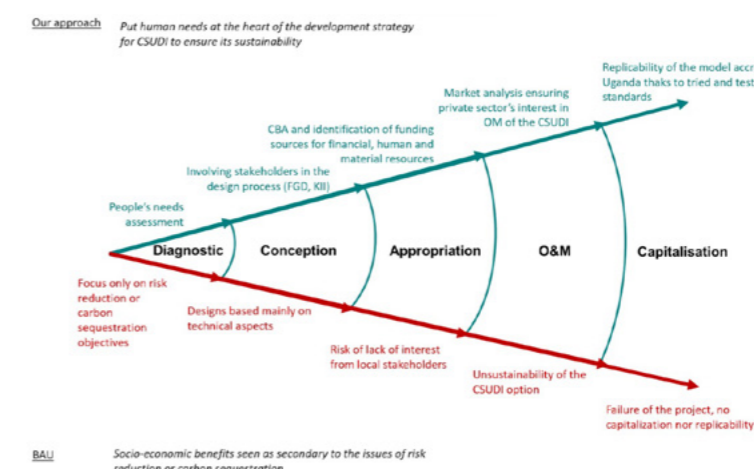 Our approach
Put human needs at the heart of the development strategy
for CSUDI to ensure its sustainability
Replicability of the model accr
Uganda thaks to tried and test
standards
Market analysis ensuring
private sector's interest in
OM of the CSUDI
CBA and identification of funding
sources for financial, human and
material resources
Involving stakeholders in the
design process (FGD, KII)
People's needs
assessment
Diagnostic
Conception
Appropriation
O&M
Capitalisation
Focus only on risk
reduction or
carbon
sequestration
objectives
Designs based mainly on
technical aspects
Risk of lack of interest
from local stakeholders
Unsustainability of the
CSUDI option
Failure of the project, no
capitalization nor replicability
BAU
Socio-economic benefits seen as secondary to the issues of risk
reduction or carbon sequestration